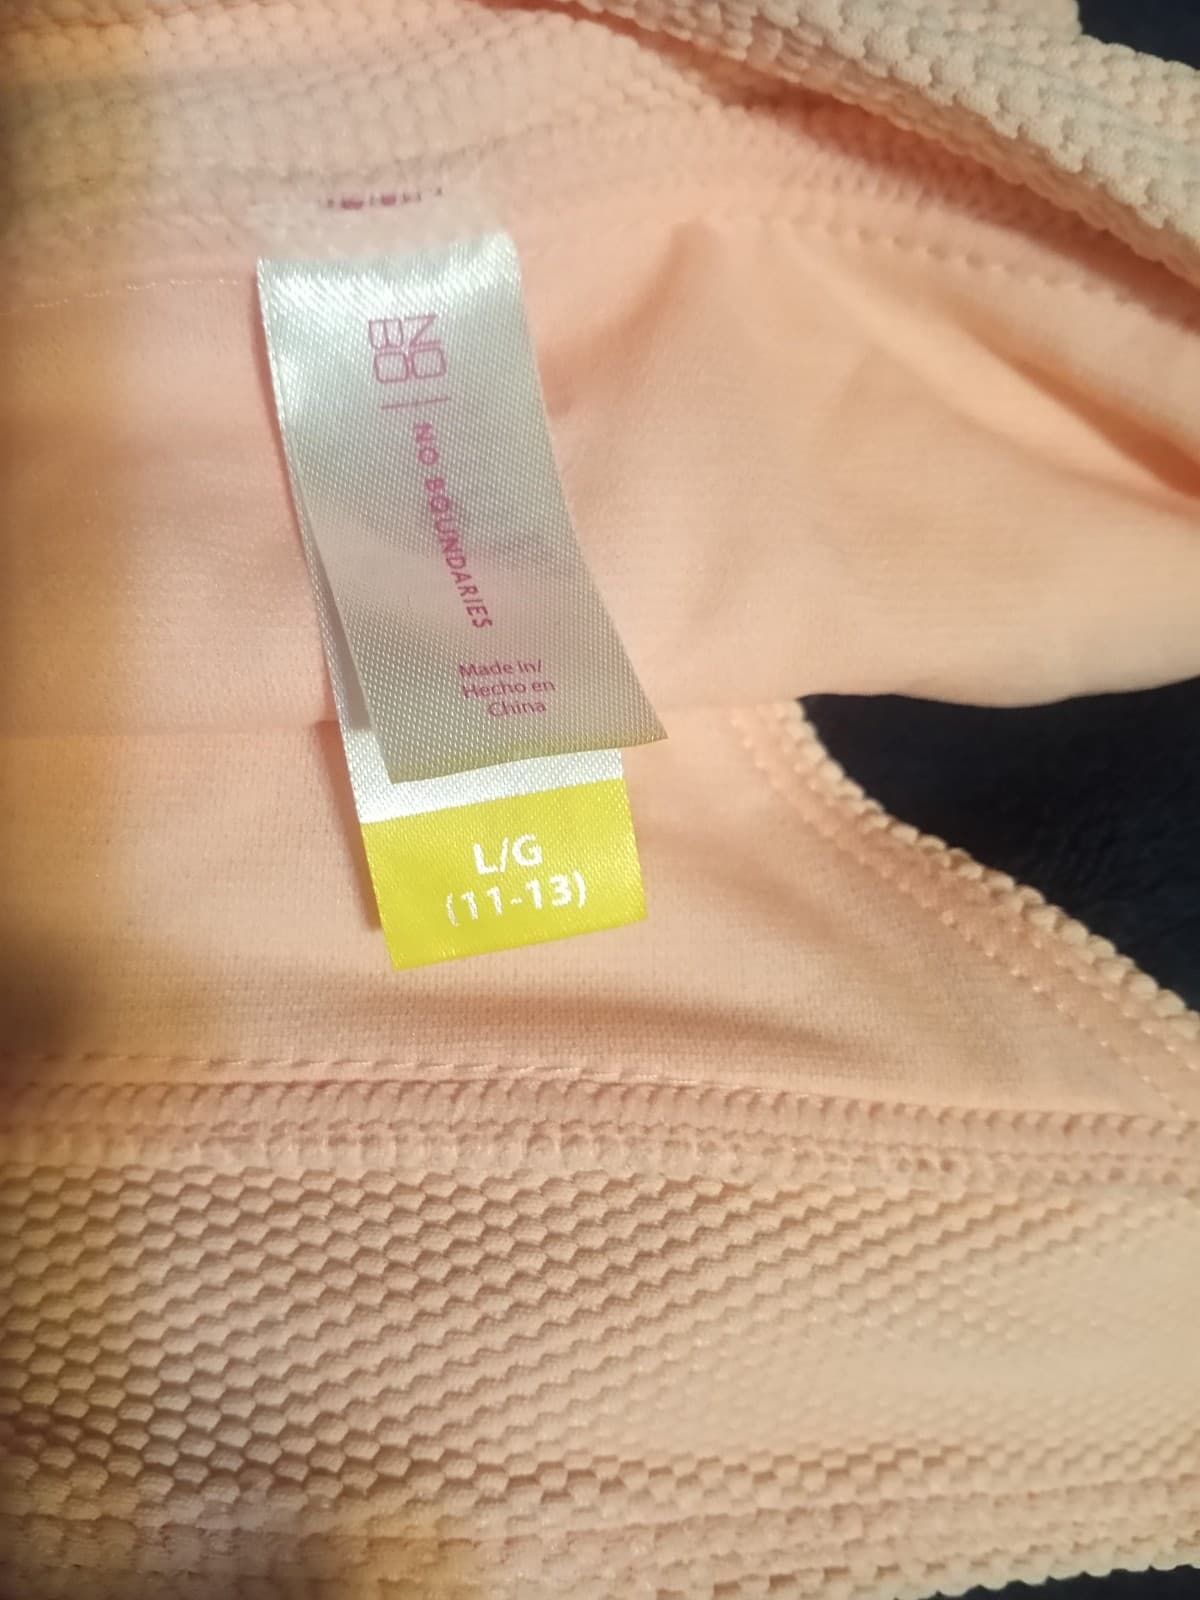 NO
BO
NO BOUNDARIES
Made in/
Hecho en
China
L/G
(11-13)